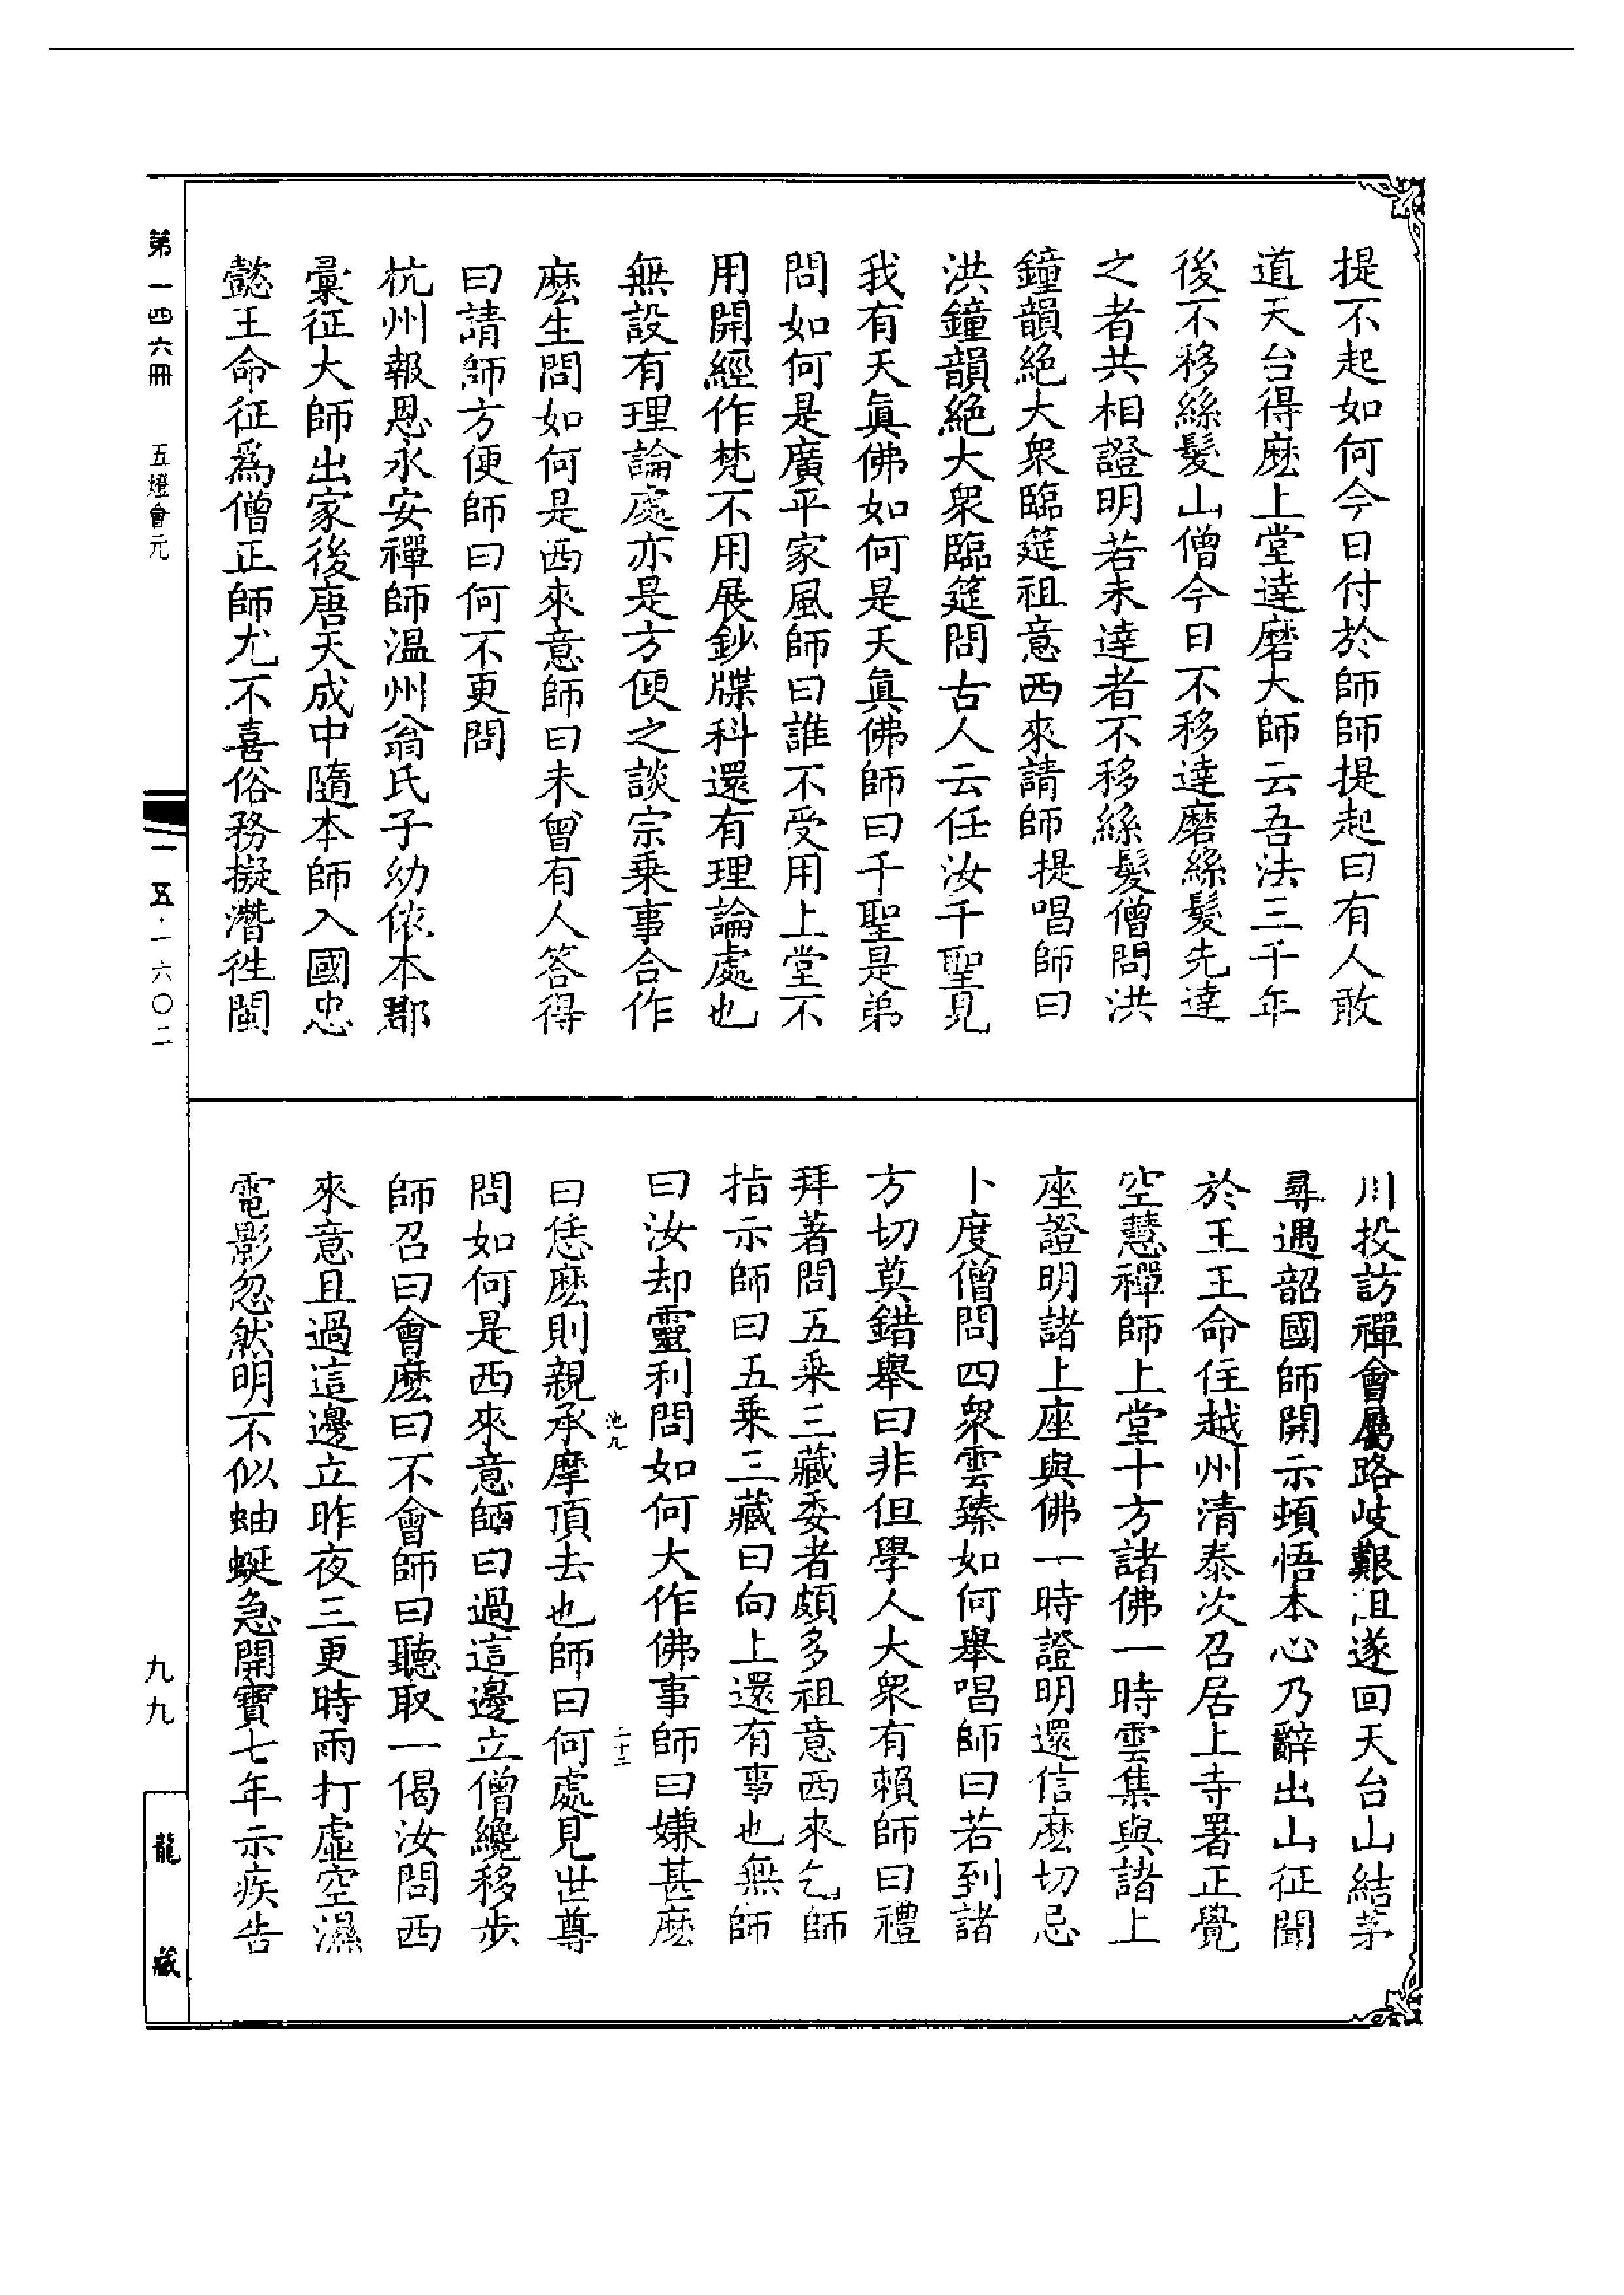 提不起如何今日付於師師提起曰有人敢
道天台得麽上堂達磨大師云吾法三千年
後不移絲髮山僧今日不移達磨絲髮先達
之者共相證明若未達者不移絲髮僧問洪
鐘韻絶大衆臨筵祖意西來請師提唱師曰
洪鐘韻絶大衆臨筵問古人云任汝千聖見
我有天眞佛如何是天眞佛師曰千聖是弟
問如何是廣平家風師曰誰不受用上堂不
用開經作梵不用展鈔牒科還有理論處也
無設有理論處亦是方便之談宗乗事合作
麽生問如何是西來意師曰未曾有人答得
曰請師方便師曰何不更問
杭州報恩永安禪師温州翁氏子幼依本郡
彙征大師出家後唐天成中隨本師入國忠
懿王命征爲僧正師尤不喜俗務擬潛徃閩
川投訪禪會屬路岐艱沮遂回天台山結茅
尋遇韶國師開示頓悟本心乃辭出山征聞
於王王命住越州清泰次召居上寺署正覺
空慧禪師上堂十方諸佛一時雲集與諸上
座證明諸上座與佛一時證明還信麽切忌
卜度僧問四衆雲臻如何舉唱師曰若到諸
方切莫錯舉曰非但學人大衆有賴師曰禮
拜著問五乗三藏委者頗多祖意西來乞師
指示師曰五乗三藏曰向上還有事也無師
曰汝却靈利問如何大作佛事師曰嫌甚麽
曰恁麽則親承摩頂去也師曰何處見世尊
問如何是西來意師曰過這邊立僧纔移步
師召曰會麽曰不會師曰聽取一偈汝問西
來意且過這邊立昨夜三更時雨打虛空濕
電影忽然明不似蚰蜒急開寶七年示疾告
池九
二十二
第一四六冊 五燈會元
五·一六〇二
九九
龍藏